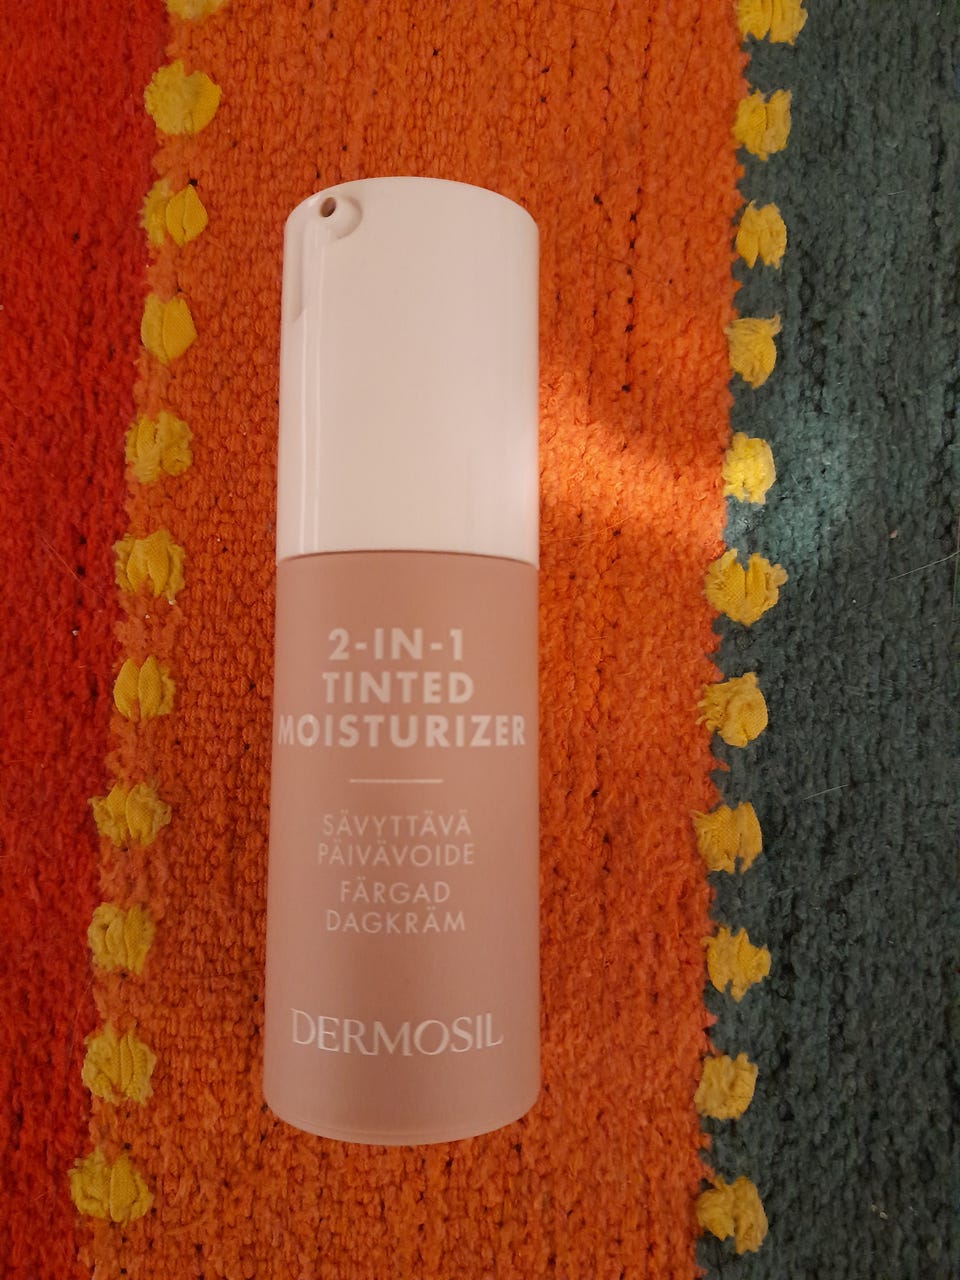 2-IN-1
TINTED
MOISTURIZER
SÄVYTTÄVÄ
PÄIVÄVOIDE
FÄRGAD
DAGKRÄM
DERMOSIL